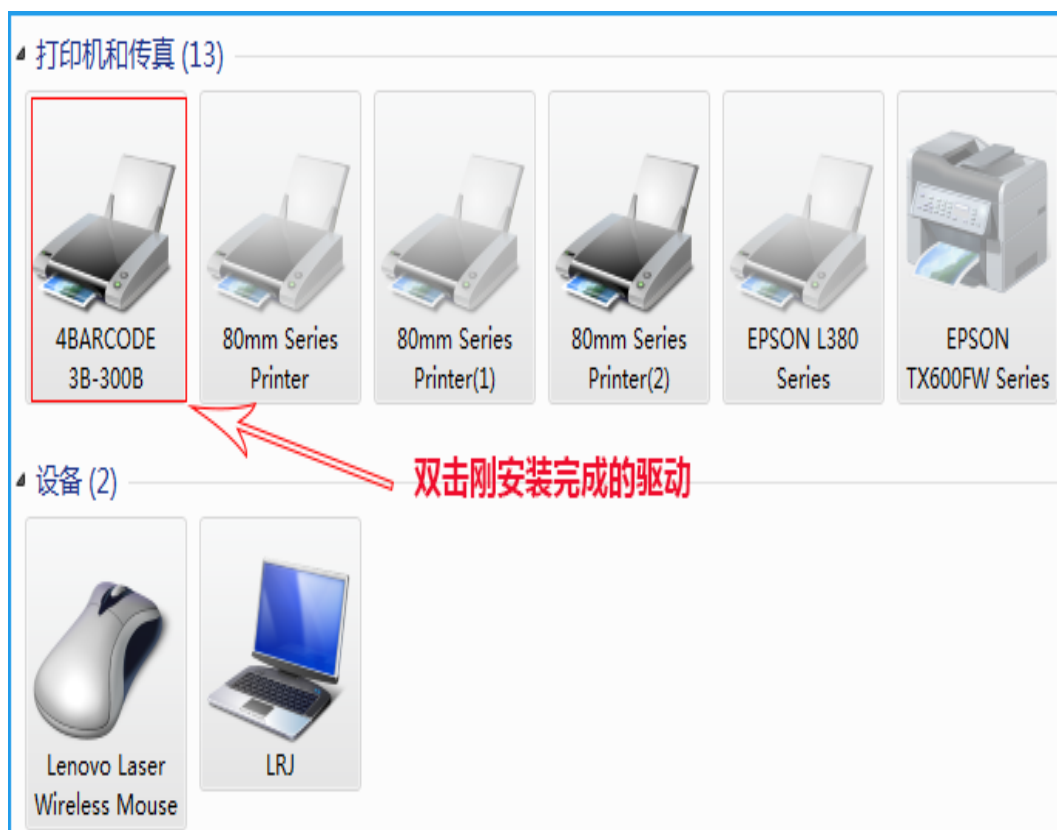 打印机和传真 (13)
4BARCODE
3B-300B
80mm Series
Printer
80mm Series
Printer(1)
80mm Series
Printer(2)
EPSON L380
Series
EPSON
TX600FW Series
设备 (2)
双击刚安装完成的驱动
Lenovo Laser
Wireless Mouse
LRJ